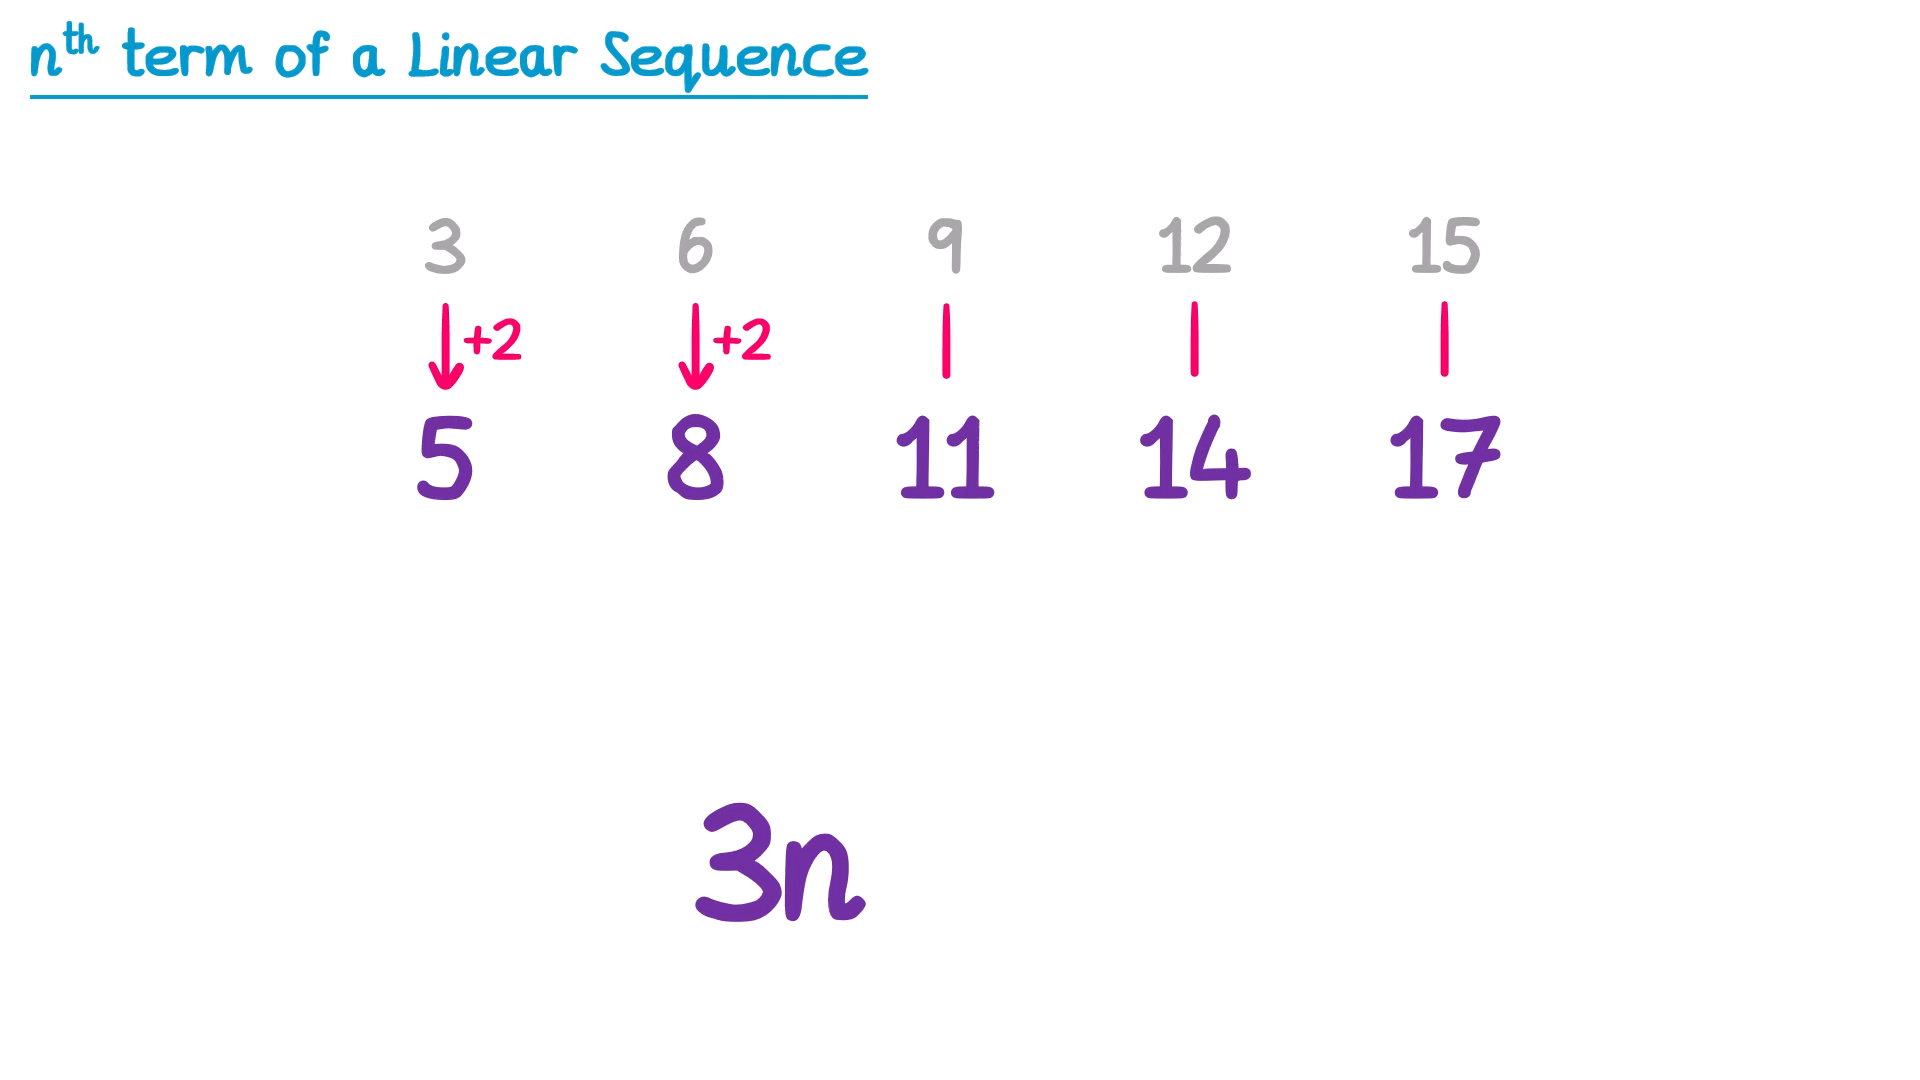 nth term of a Linear Sequence
3 6 9 12 15
+2 +2
5 8 11 14 17
3n